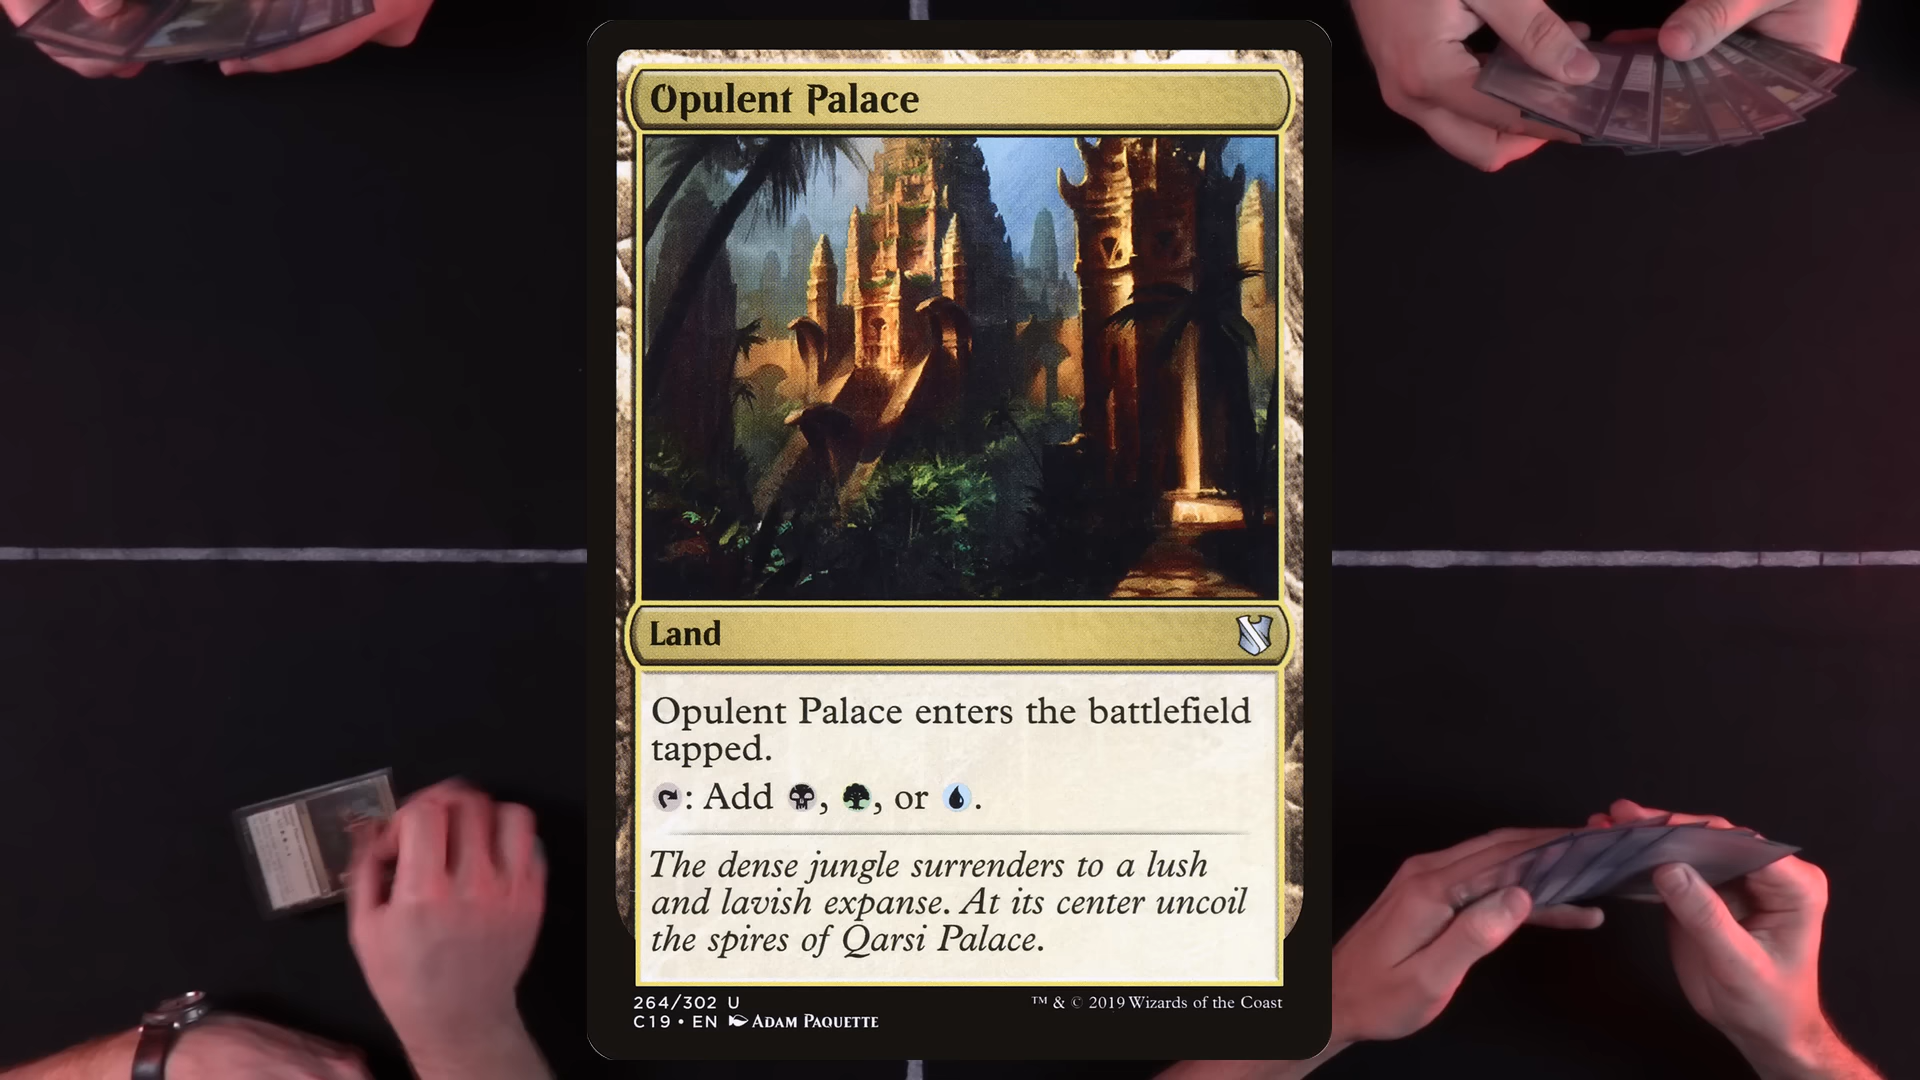 Opulent Palace
Land
Opulent Palace enters the battlefield
tapped.
: Add , , or .
The dense jungle surrenders to a lush
and lavish expanse. At its center uncoil
the spires of Qarsi Palace.
264/302 U
C19 • EN Adam Paquette
™ & © 2019 Wizards of the Coast